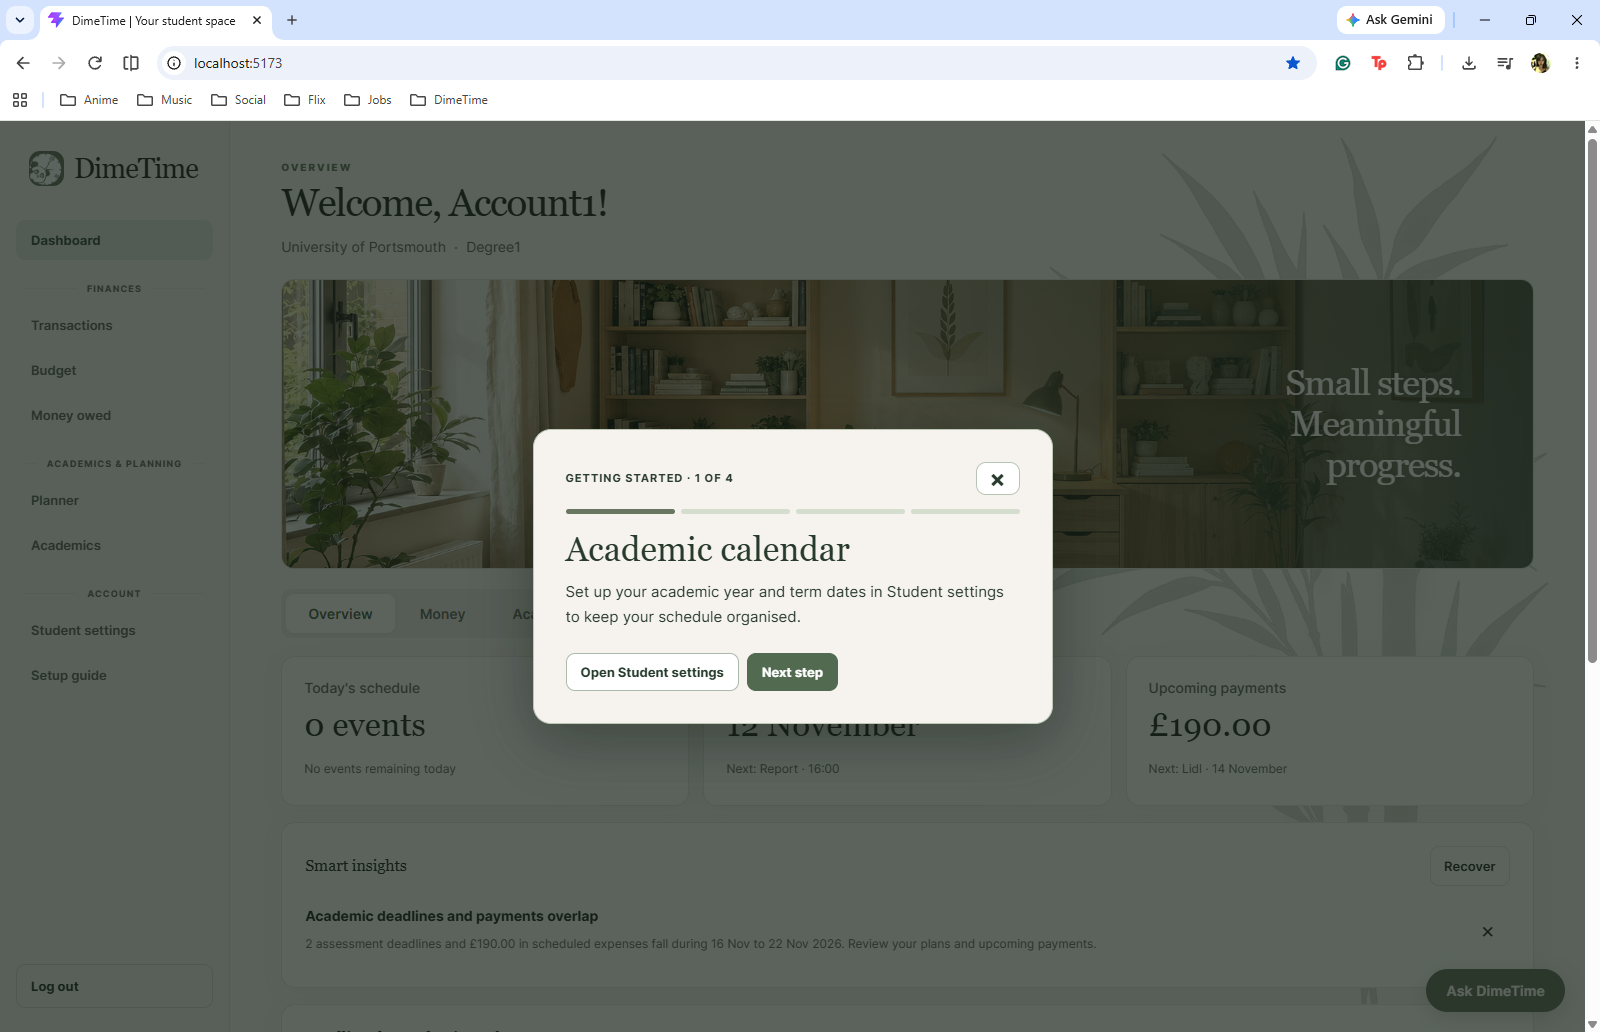 DimeTime | Your student space
Ask Gemini
localhost:5173
Anime
Music
Social
Flix
Jobs
DimeTime
DimeTime
Dashboard
FINANCES
Transactions
Budget
Money owed
ACADEMICS & PLANNING
Planner
Academics
ACCOUNT
Student settings
Setup guide
Log out
OVERVIEW
Welcome, Account1!
University of Portsmouth · Degree1
Small steps.
Meaningful
progress.
GETTING STARTED · 1 OF 4
Academic calendar
Set up your academic year and term dates in Student settings
to keep your schedule organised.
Open Student settings
Next step
Overview
Money
Today's schedule
0 events
No events remaining today
12 November
Next: Report · 16:00
Upcoming payments
£190.00
Next: Lidl · 14 November
Smart insights
Recover
Academic deadlines and payments overlap
2 assessment deadlines and £190.00 in scheduled expenses fall during 16 Nov to 22 Nov 2026. Review your plans and upcoming payments.
Ask DimeTime